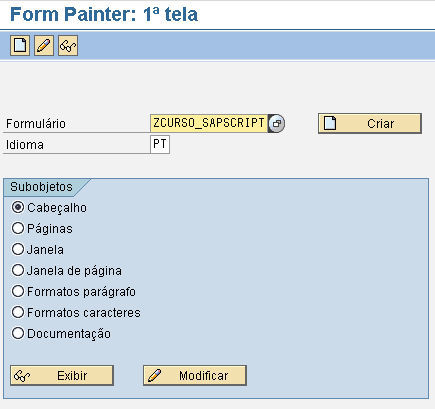 Form Painter: 1ª tela
Formulário ZCURSO_SAPSCRIPT Criar
Idioma PT
Subobjetos
Cabeçalho
Páginas
Janela
Janela de página
Formatos parágrafo
Formatos caracteres
Documentação
Exibir Modificar